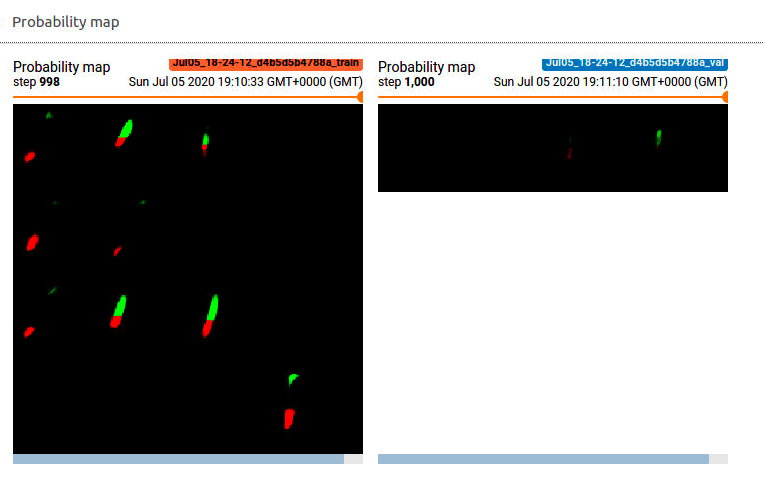 Probability map
Jul05_18-24-12_d4b5d5b4788a_train
Probability map
step 998 Sun Jul 05 2020 19:10:33 GMT+0000 (GMT)
Jul05_18-24-12_d4b5d5b4788a_val
Probability map
step 1,000 Sun Jul 05 2020 19:11:10 GMT+0000 (GMT)